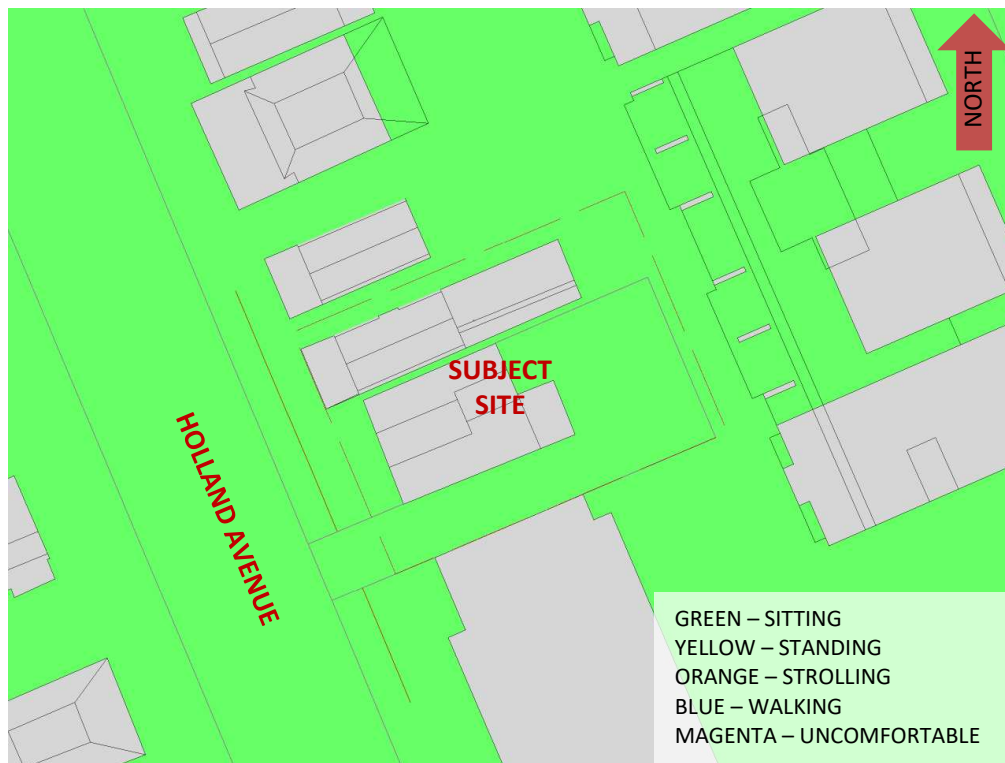 NORTH
SUBJECT
SITE
HOLLAND AVENUE
GREEN – SITTING
YELLOW – STANDING
ORANGE – STROLLING
BLUE – WALKING
MAGENTA – UNCOMFORTABLE